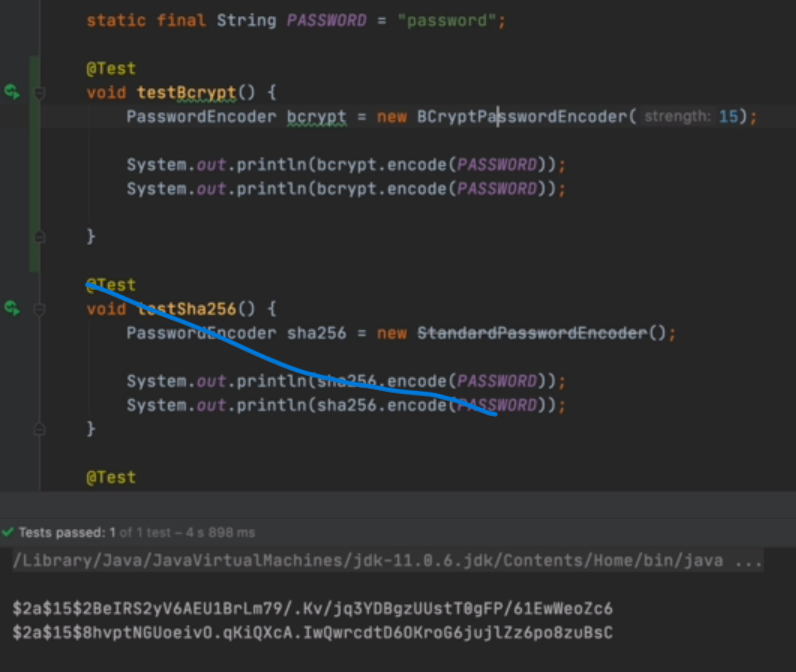 static final String PASSWORD = "password";
@Test
void testBcrypt() {
PasswordEncoder bcrypt = new BCryptPasswordEncoder( strength: 15);
System.out.println(bcrypt.encode(PASSWORD));
System.out.println(bcrypt.encode(PASSWORD));
}
@Test
void testSha256() {
PasswordEncoder sha256 = new StandardPasswordEncoder();
System.out.println(sha256.encode(PASSWORD));
System.out.println(sha256.encode(PASSWORD));
}
@Test
Tests passed: 1 of 1 test – 4 s 898 ms
/Library/Java/JavaVirtualMachines/jdk-11.0.6.jdk/Contents/Home/bin/java ...
$2a$15$2BeIRS2yV6AEU1BrLm79/.Kv/jq3YDBgzUUstT0gFP/61EwWeoZc6
$2a$15$8hvptNGUoeivO.qKiQXcA.IwQwrcdtD6OKroG6jujlZz6po8zuBsC